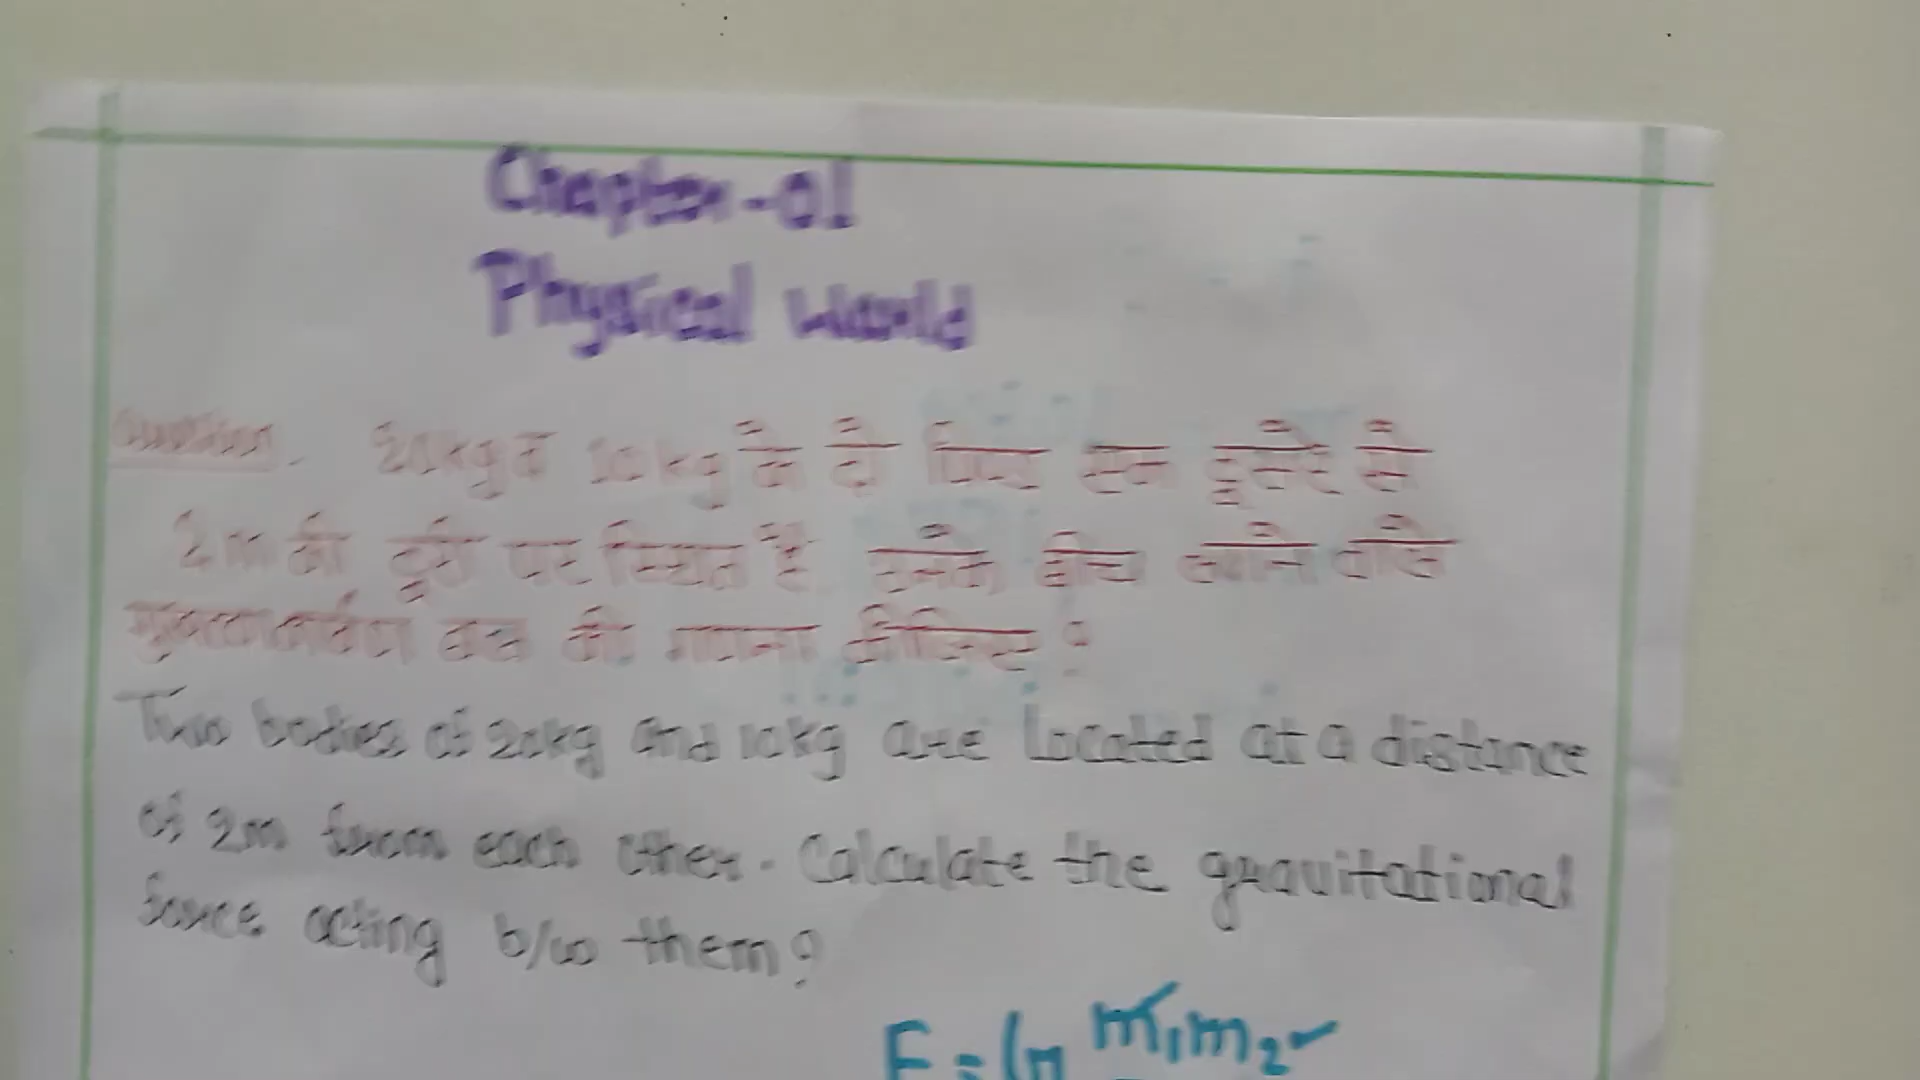 Chapter-01
Physical World
Question. 20kg व 10kg के दो पिण्ड एक दूसरे से
2m की दूरी पर स्थित है उनके बीच लगने वाले
गुरुत्वाकर्षण बल की गणना कीजिए ?
Two bodies of 20kg and 10kg are located at a distance
of 2m from each other. Calculate the gravitational
force acting b/w them?
F = G m₁m₂